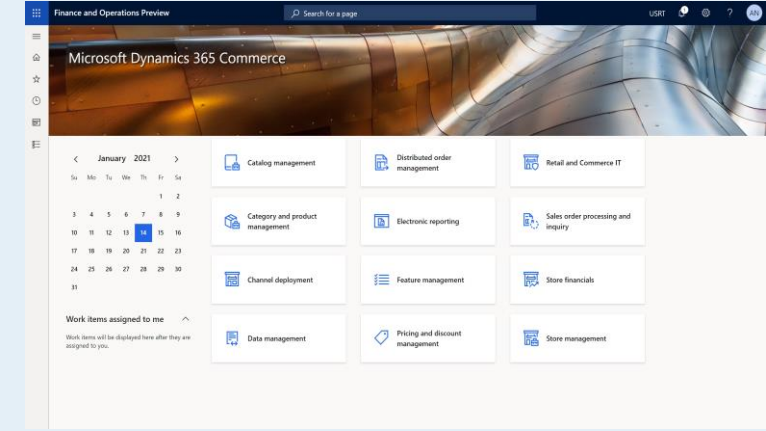 Finance and Operations Preview
Search for a page
USRT
1
?
AN
Microsoft Dynamics 365 Commerce
January 2021
Su Mo Tu We Th Fr Sa
1 2
3 4 5 6 7 8 9
10 11 12 13 14 15 16
17 18 19 20 21 22 23
24 25 26 27 28 29 30
31
Work items assigned to me
Work items will be displayed here after they are
assigned to you.
Catalog management
Distributed order
management
Retail and Commerce IT
Category and product
management
Electronic reporting
Sales order processing and
inquiry
Channel deployment
Feature management
Store financials
Data management
Pricing and discount
management
Store management